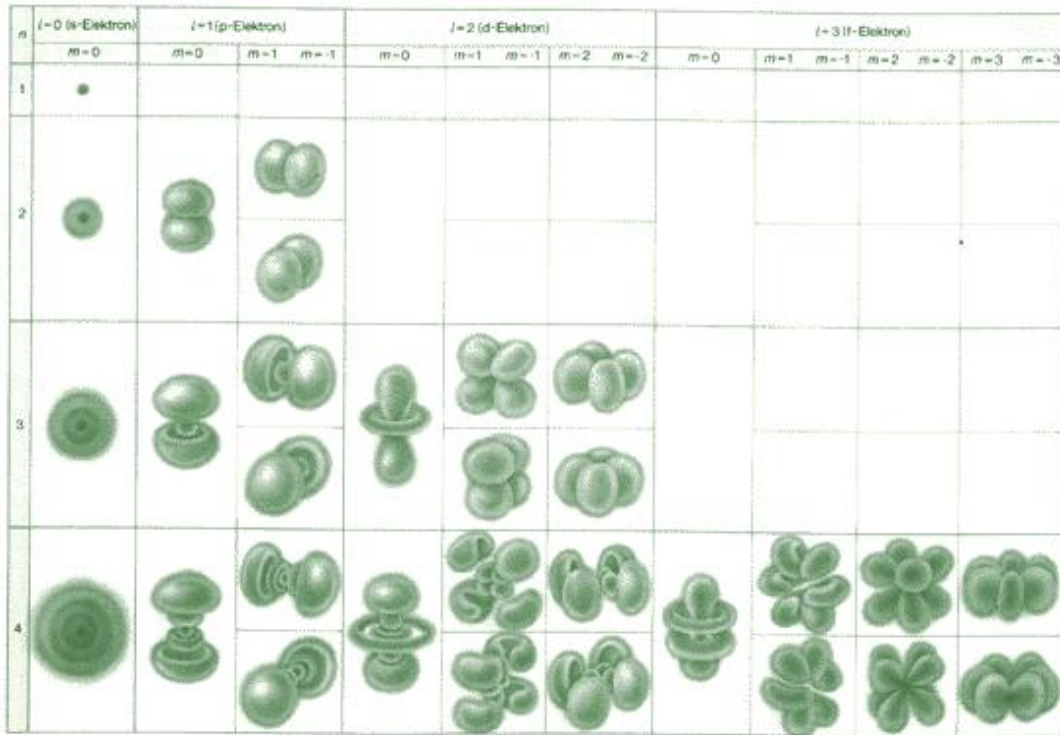 n l=0 (s-Elektron) l=1 (p-Elektron) l=2 (d-Elektron) l=3 (f-Elektron)
m=0 m=0 m=1 m=-1 m=0 m=1 m=-1 m=2 m=-2 m=0 m=1 m=-1 m=2 m=-2 m=3 m=-3
1
2
3
4